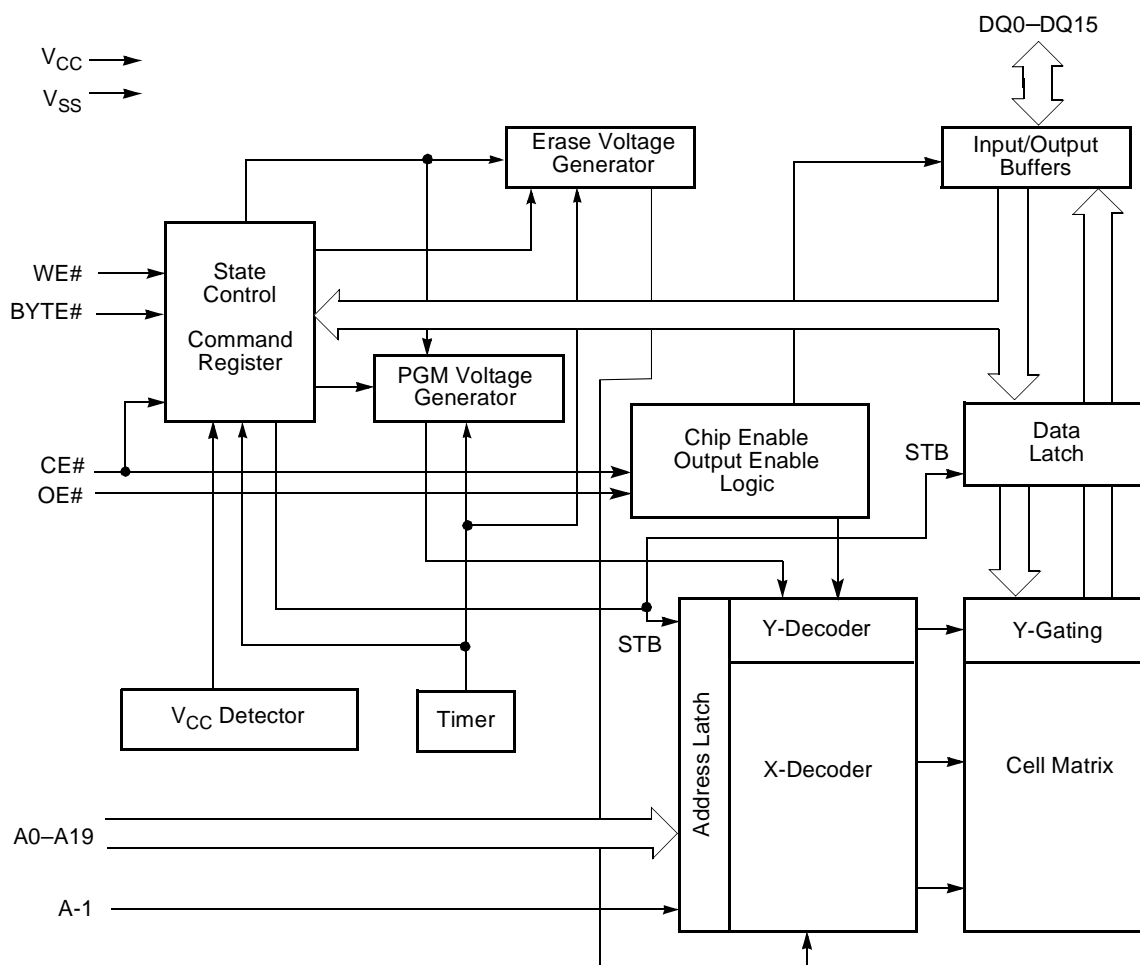 DQ0–DQ15
VCC
VSS
Erase Voltage
Generator
Input/Output
Buffers
WE#
BYTE#
State
Control
Command
Register
PGM Voltage
Generator
Chip Enable
Output Enable
Logic
Data
Latch
STB
CE#
OE#
STB
Y-Decoder
Y-Gating
VCC Detector
Timer
Address Latch
X-Decoder
Cell Matrix
A0–A19
A-1